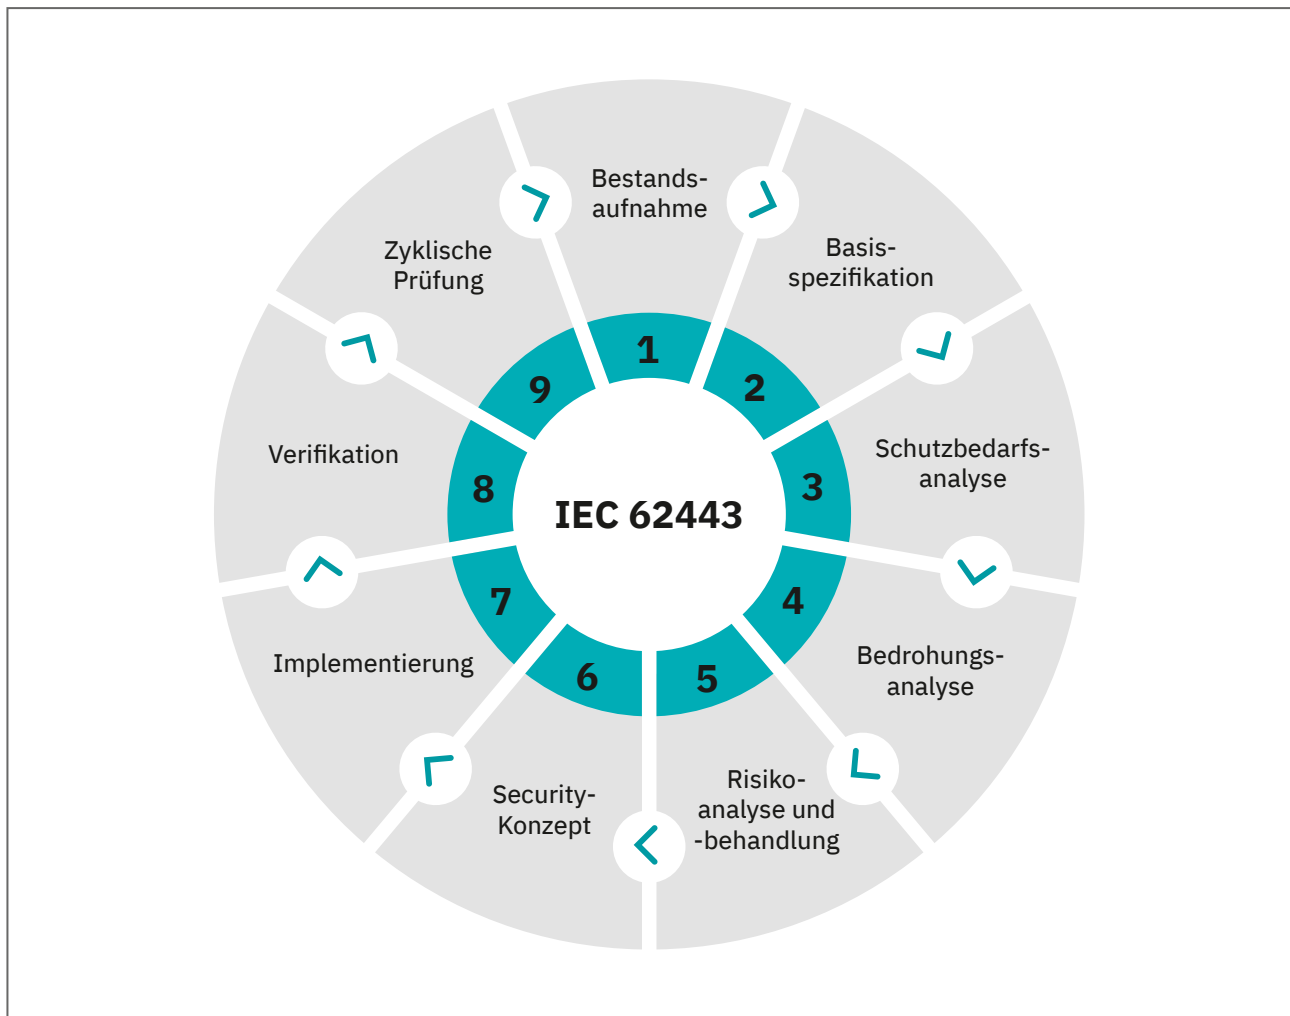 IEC 62443
1
Bestands-
aufnahme
2
Basis-
spezifikation
3
Schutzbedarfs-
analyse
4
Bedrohungs-
analyse
5
Risiko-
analyse und
-behandlung
6
Security-
Konzept
7
Implementierung
8
Verifikation
9
Zyklische
Prüfung